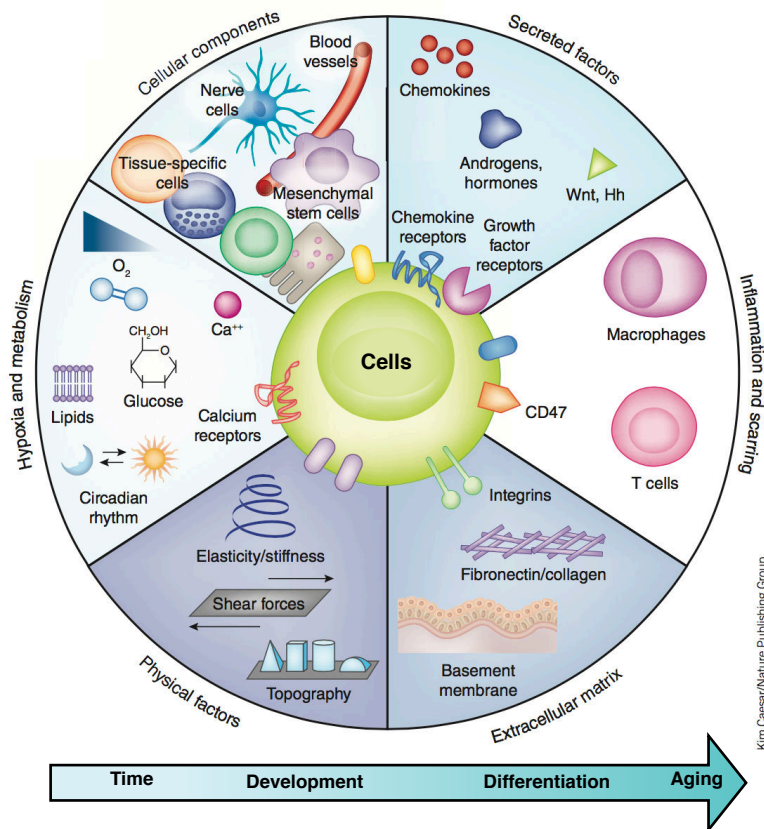 Cellular components
Blood
vessels
Nerve
cells
Tissue-specific
cells
Mesenchymal
stem cells
Secreted factors
Chemokines
Androgens,
hormones
Wnt, Hh
Chemokine
receptors
Growth
factor
receptors
Inflammation and scarring
Macrophages
CD47
T cells
Hypoxia and metabolism
O2
Ca++
CH2OH
O
Glucose
Lipids
Calcium
receptors
Circadian
rhythm
Cells
Physical factors
Elasticity/stiffness
Shear forces
Topography
Extracellular matrix
Integrins
Fibronectin/collagen
Basement
membrane
Kim Caesar/Nature Publishing Group
Time Development Differentiation Aging